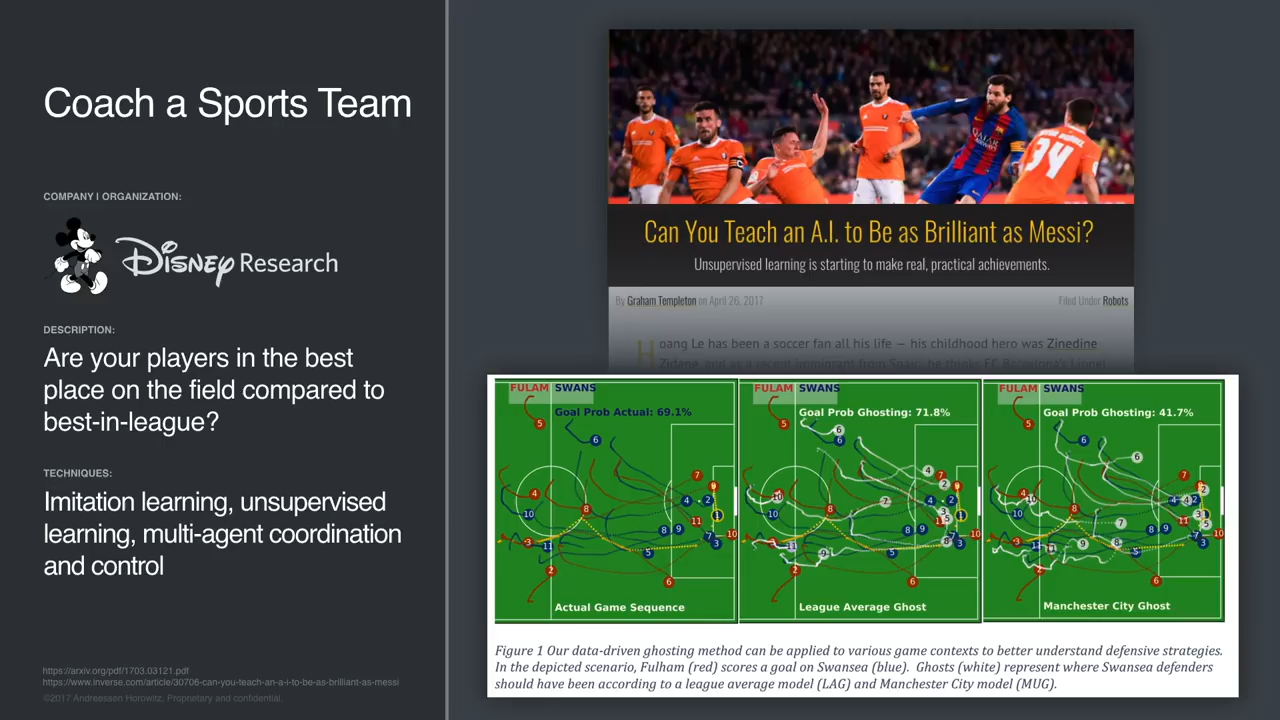 Coach a Sports Team
COMPANY | ORGANIZATION:
Disney Research
DESCRIPTION:
Are your players in the best
place on the field compared to
best-in-league?
TECHNIQUES:
Imitation learning, unsupervised
learning, multi-agent coordination
and control
https://arxiv.org/pdf/1703.03121.pdf
https://www.inverse.com/article/30706-can-you-teach-an-a-i-to-be-as-brilliant-as-messi
©2017 Andreessen Horowitz, Proprietary and confidential.
34
Can You Teach an A.I. to Be as Brilliant as Messi?
Unsupervised learning is starting to make real, practical achievements.
By Graham Templeton on April 26, 2017
Filed Under Robots
Hoang Le has been a soccer fan all his life — his childhood hero was Zinedine
Zidane, and as a recent immigrant from
FULAM SWANS
Goal Prob Actual: 69.1%
Actual Game Sequence
FULAM SWANS
Goal Prob Ghosting: 71.8%
League Average Ghost
FULAM SWANS
Goal Prob Ghosting: 41.7%
Manchester City Ghost
Figure 1 Our data-driven ghosting method can be applied to various game contexts to better understand defensive strategies.
In the depicted scenario, Fulham (red) scores a goal on Swansea (blue). Ghosts (white) represent where Swansea defenders
should have been according to a league average model (LAG) and Manchester City model (MUG).